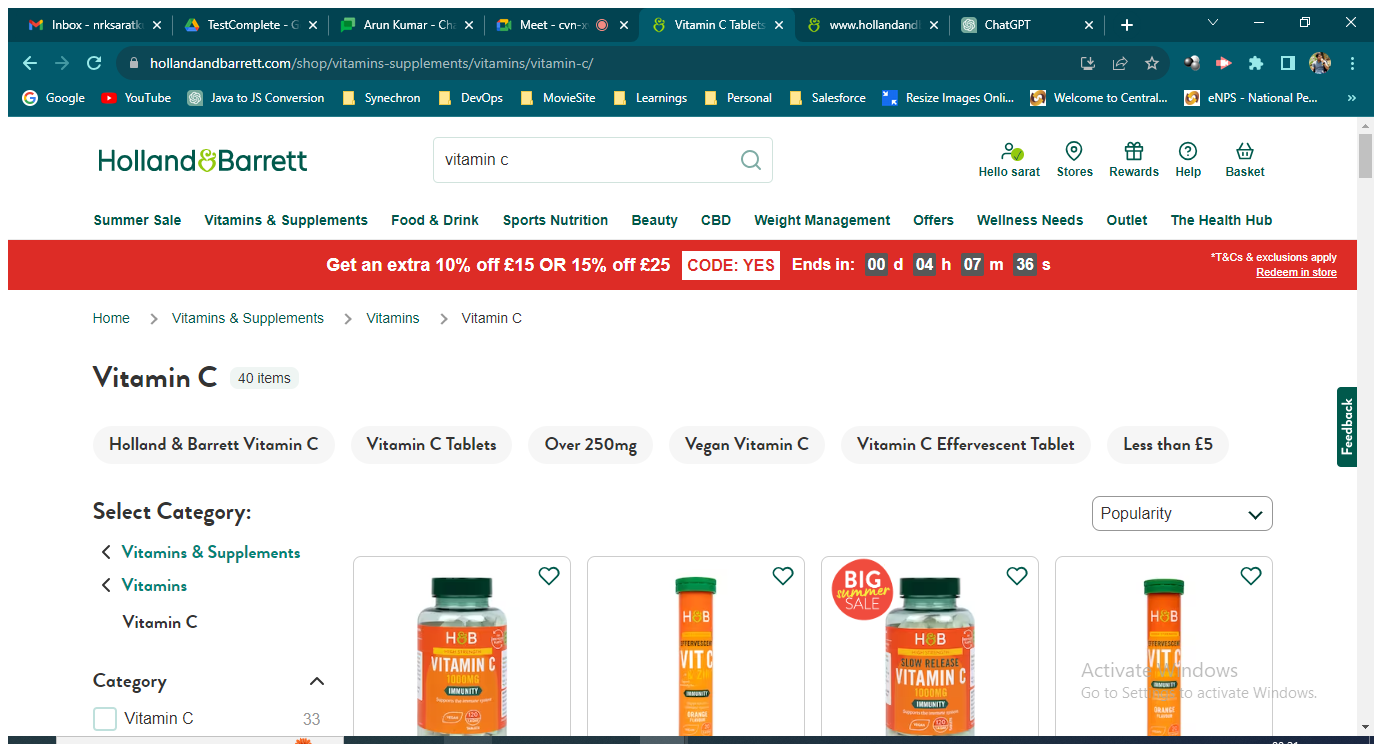 Inbox - nrksaratk
TestComplete - G
Arun Kumar - Ch
Meet - cvn-x
Vitamin C Tablets
www.hollandand
ChatGPT
hollandandbarrett.com/shop/vitamins-supplements/vitamins/vitamin-c/
Google
YouTube
Java to JS Conversion
Synechron
DevOps
MovieSite
Learnings
Personal
Salesforce
Resize Images Onli...
Welcome to Central...
eNPS - National Pe...
»
Holland&Barrett
vitamin c
Hello sarat
Stores
Rewards
Help
Basket
Summer Sale
Vitamins & Supplements
Food & Drink
Sports Nutrition
Beauty
CBD
Weight Management
Offers
Wellness Needs
Outlet
The Health Hub
Get an extra 10% off £15 OR 15% off £25 CODE: YES Ends in: 00 d 04 h 07 m 36 s
*T&Cs & exclusions apply
Redeem in store
Home > Vitamins & Supplements > Vitamins > Vitamin C
Vitamin C 40 items
Feedback
Holland & Barrett Vitamin C
Vitamin C Tablets
Over 250mg
Vegan Vitamin C
Vitamin C Effervescent Tablet
Less than £5
Select Category:
Popularity
Vitamins & Supplements
Vitamins
Vitamin C
Category
Vitamin C 33
H&B
VITAMIN C
1000MG
IMMUNITY
H&B
EFFERVESCENT
VIT C
IMMUNITY
ORANGE
FLAVOUR
BIG
summer
SALE
H&B
SLOW RELEASE
VITAMIN C
1000MG
IMMUNITY
H&B
EFFERVESCENT
VIT C
IMMUNITY
ORANGE
FLAVOUR
Activate Windows
Go to Settings to activate Windows.